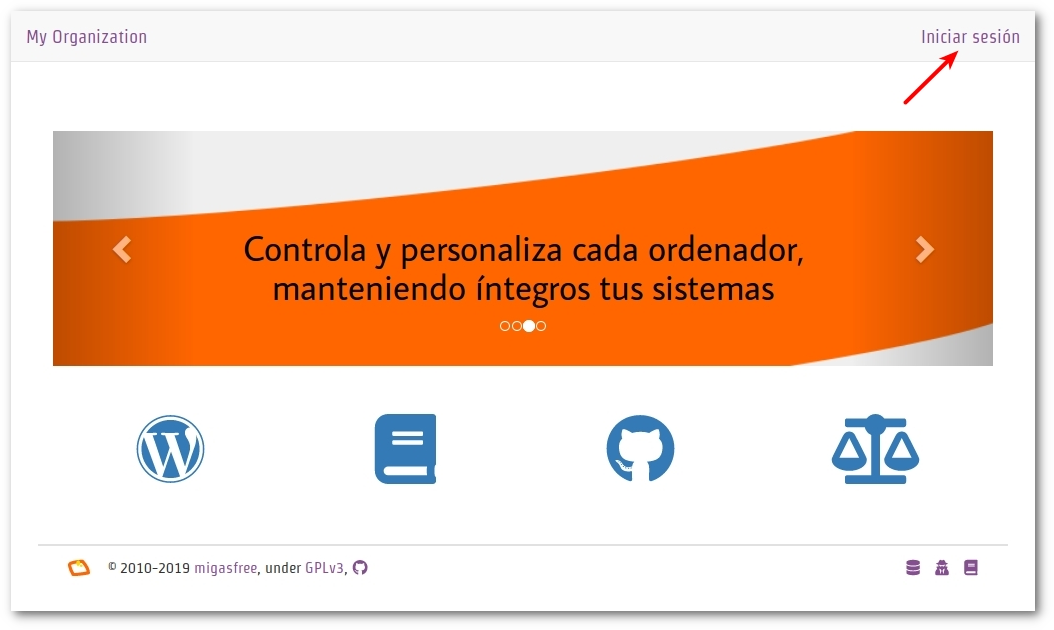 My Organization
Iniciar sesión
Controla y personaliza cada ordenador,
manteniendo íntegros tus sistemas
© 2010-2019 migasfree, under GPLv3,